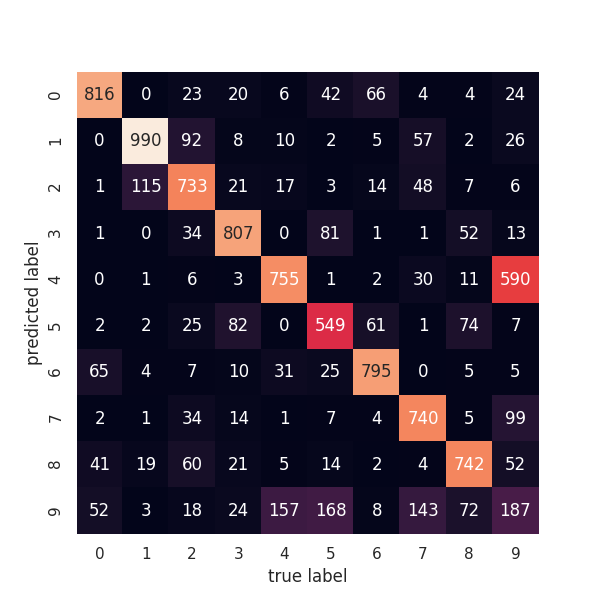 0 816 0 23 20 6 42 66 4 4 24
1 0 990 92 8 10 2 5 57 2 26
2 1 115 733 21 17 3 14 48 7 6
3 1 0 34 807 0 81 1 1 52 13
4 0 1 6 3 755 1 2 30 11 590
5 2 2 25 82 0 549 61 1 74 7
6 65 4 7 10 31 25 795 0 5 5
7 2 1 34 14 1 7 4 740 5 99
8 41 19 60 21 5 14 2 4 742 52
9 52 3 18 24 157 168 8 143 72 187
0 1 2 3 4 5 6 7 8 9
true label
predicted label